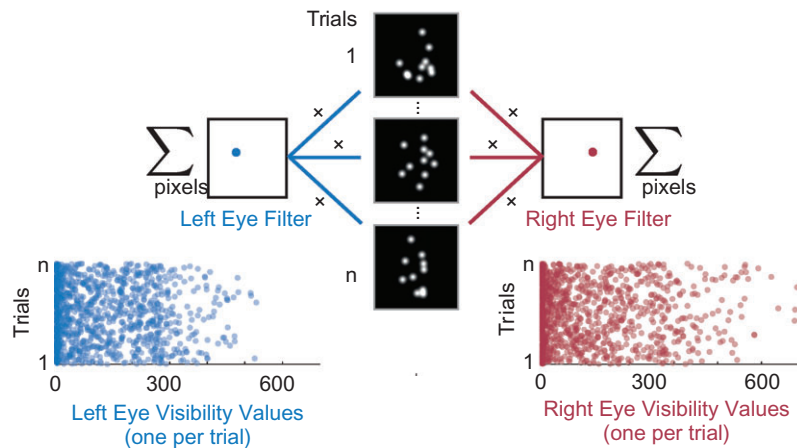 Trials
1
×
×
×
×
×
×
∑
pixels
∑
pixels
Left Eye Filter
Right Eye Filter
n
n
Trials
1
0
300
600
Left Eye Visibility Values
(one per trial)
n
Trials
1
0
300
600
Right Eye Visibility Values
(one per trial)